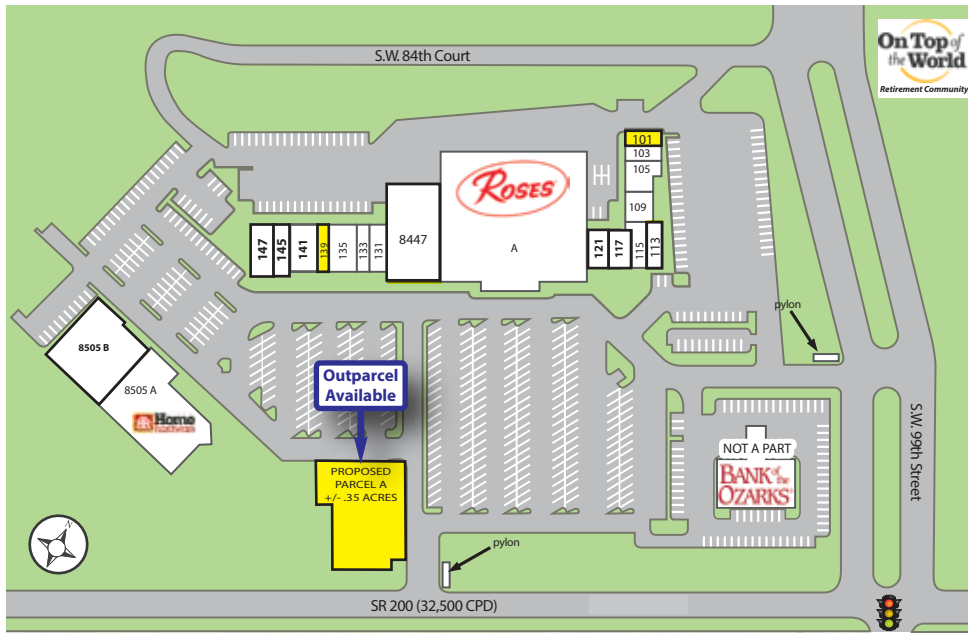 S.W. 84th Court
On Top of
the World
Retirement Community
101
103
105
109
ROSES
8447
A
147
145
141
139
135
133
131
121
117
115
113
pylon
8505 B
8505 A
Home
Outparcel
Available
PROPOSED
PARCEL A
+/- .35 ACRES
NOT A PART
BANK of the
OZARKS
S.W. 99th Street
N
pylon
SR 200 (32,500 CPD)